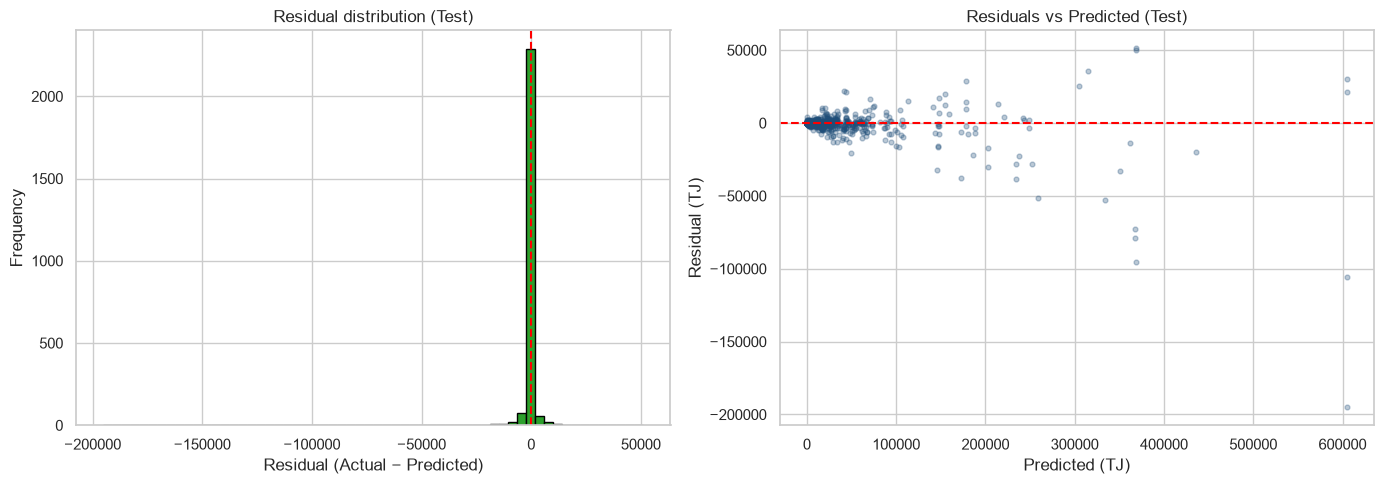 Residual distribution (Test)
Frequency
2000
1500
1000
500
0
−200000 −150000 −100000 −50000 0 50000
Residual (Actual − Predicted)
Residuals vs Predicted (Test)
Residual (TJ)
50000
0
−50000
−100000
−150000
−200000
0 100000 200000 300000 400000 500000 600000
Predicted (TJ)